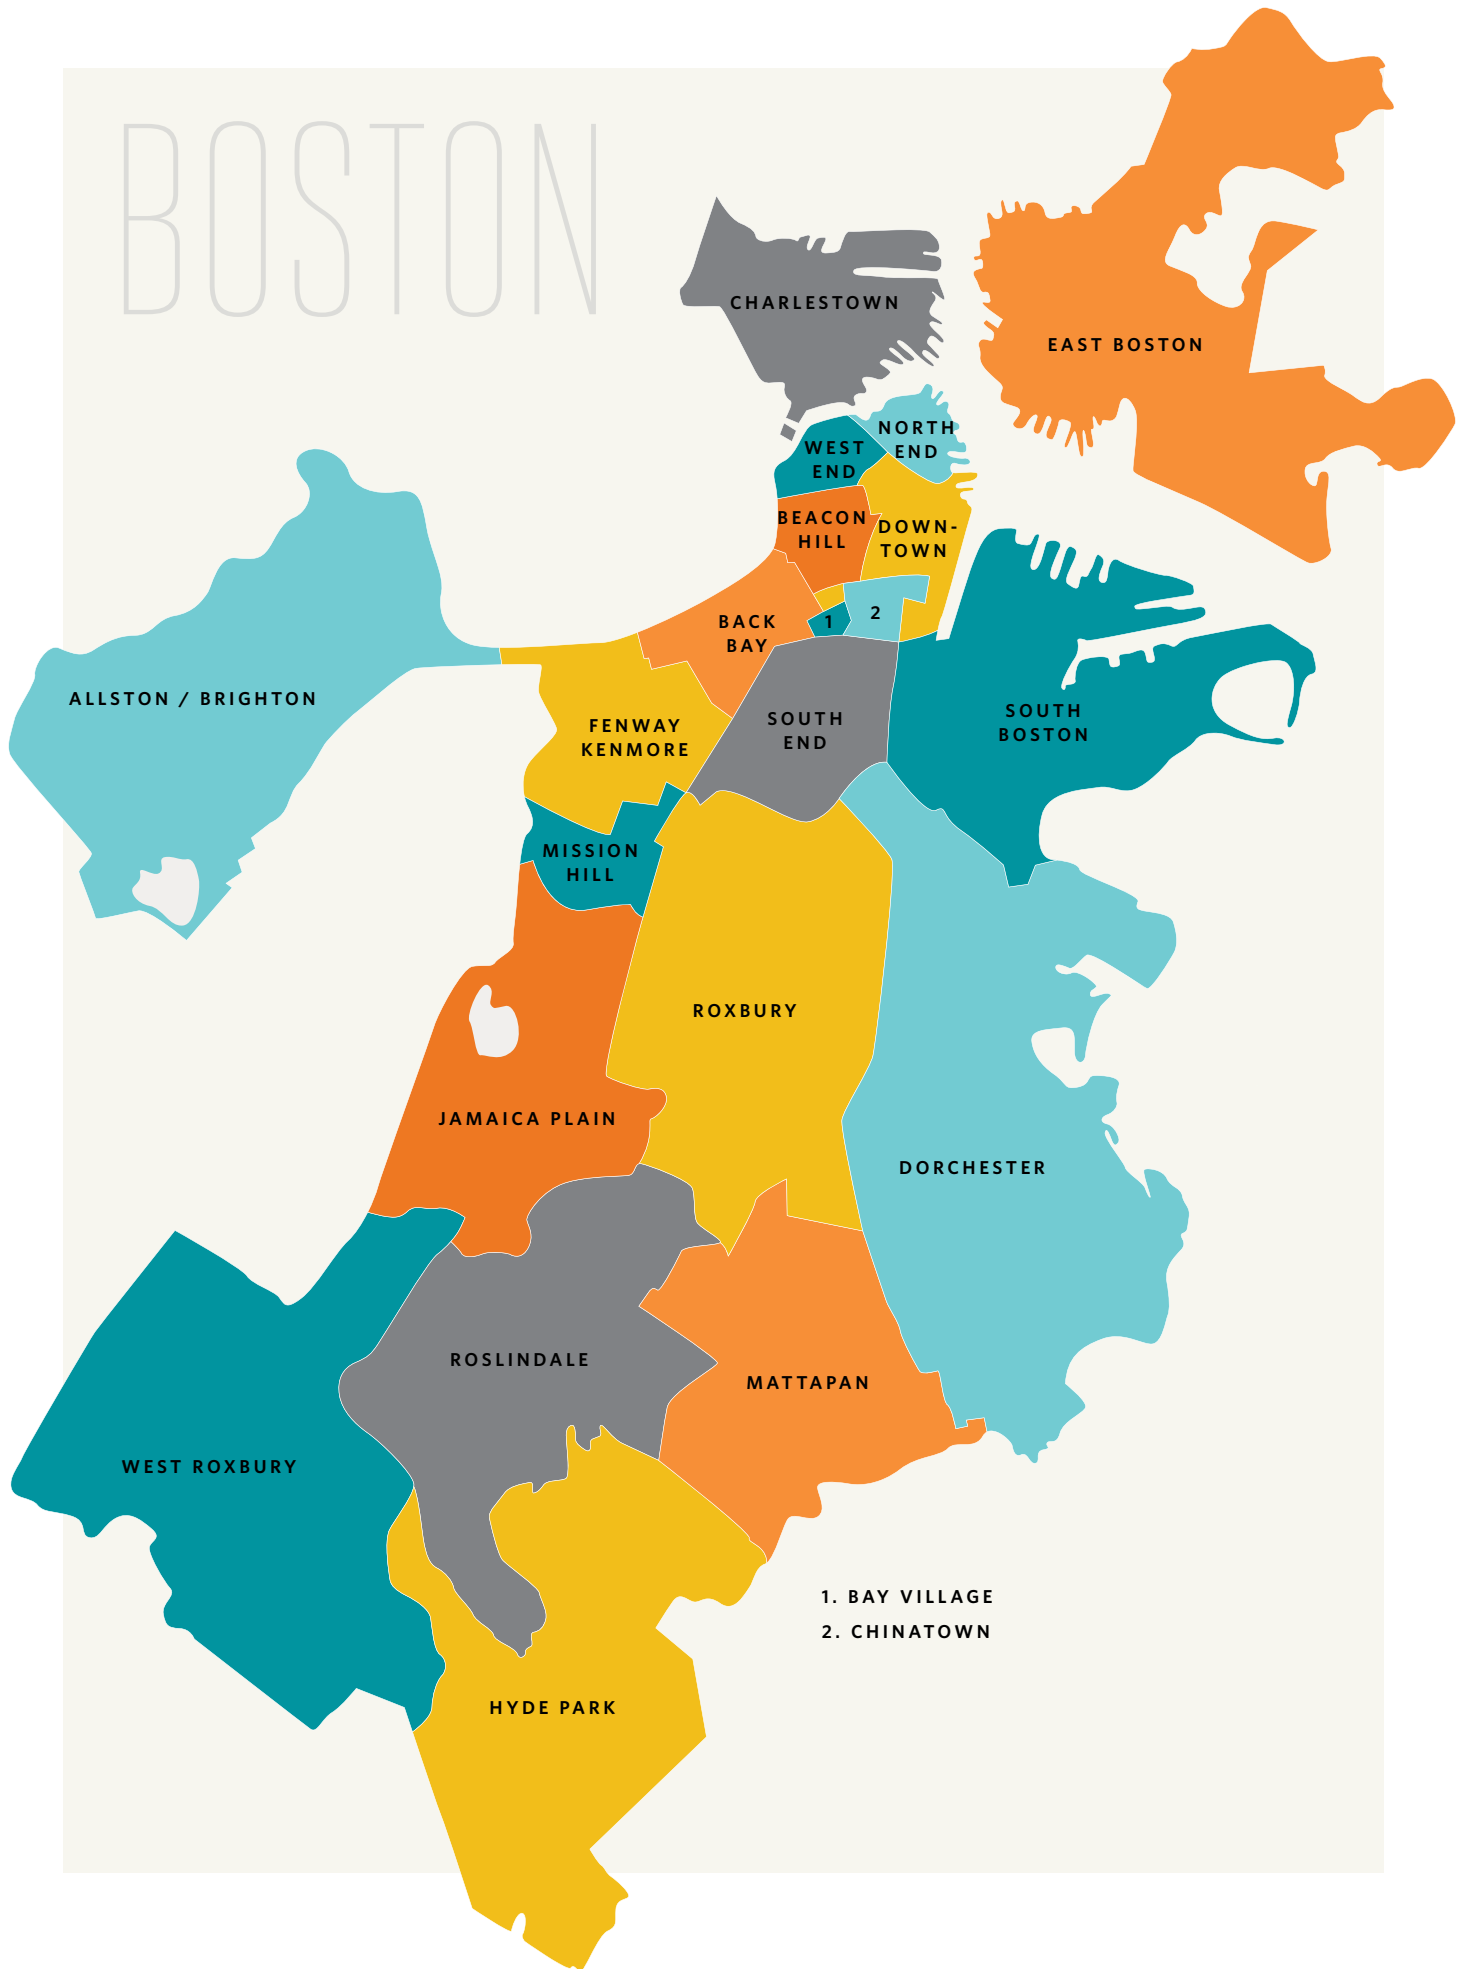 BOSTON
CHARLESTOWN
EAST BOSTON
NORTH
END
WEST
END
BEACON
HILL
DOWN-
TOWN
BACK
BAY
1
2
ALLSTON / BRIGHTON
FENWAY
KENMORE
SOUTH
END
SOUTH
BOSTON
MISSION
HILL
ROXBURY
JAMAICA PLAIN
DORCHESTER
ROSLINDALE
MATTAPAN
WEST ROXBURY
1. BAY VILLAGE
2. CHINATOWN
HYDE PARK